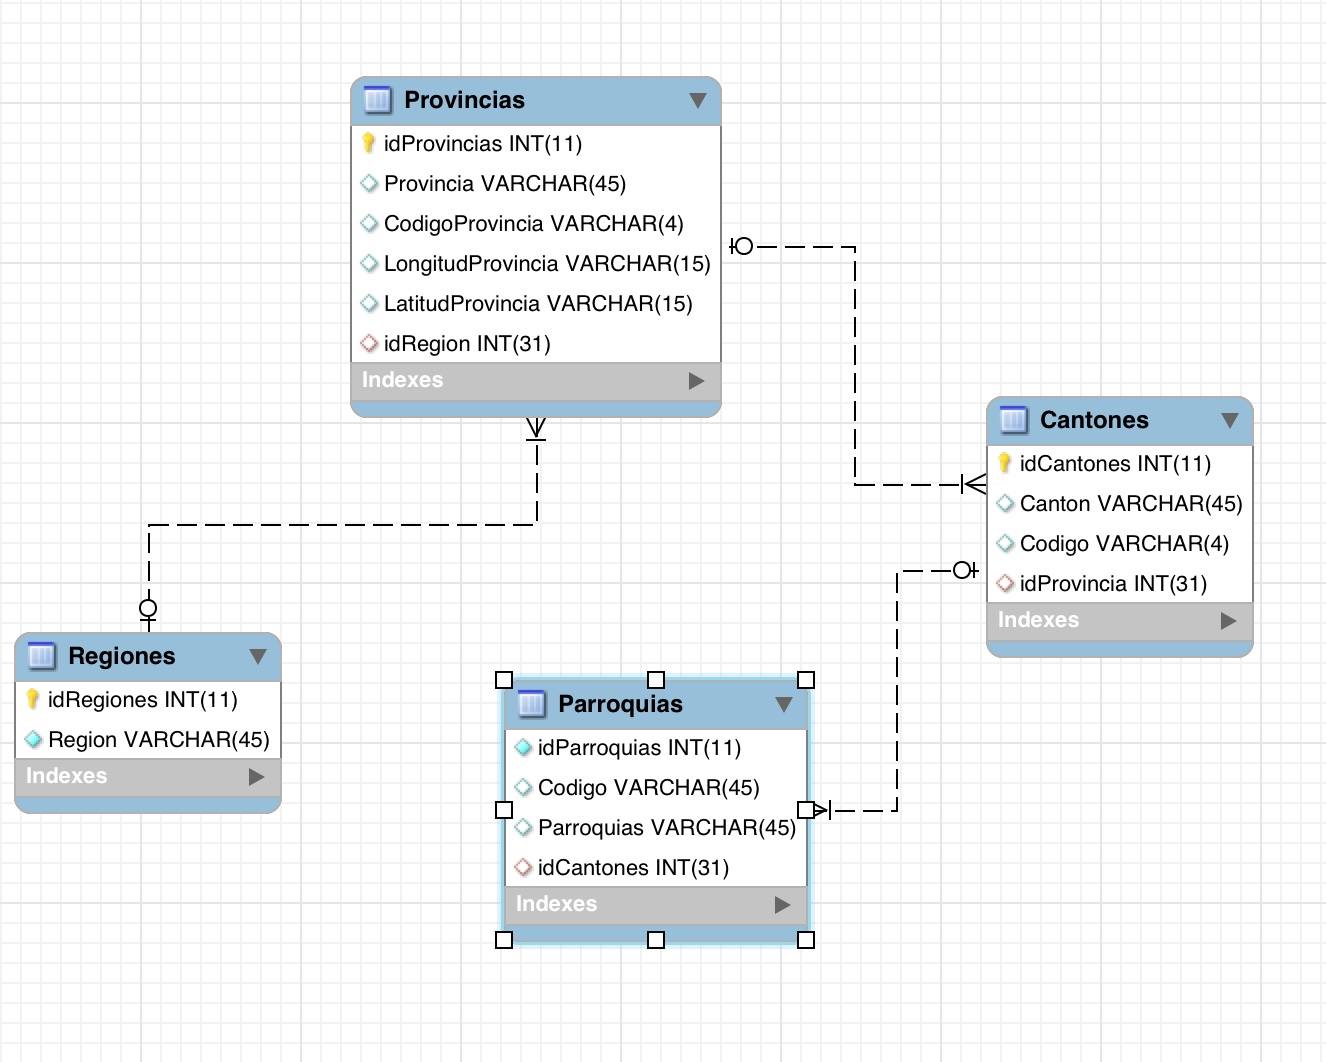 Provincias
idProvincias INT(11)
Provincia VARCHAR(45)
CodigoProvincia VARCHAR(4)
LongitudProvincia VARCHAR(15)
LatitudProvincia VARCHAR(15)
idRegion INT(31)
Indexes
Cantones
idCantones INT(11)
Canton VARCHAR(45)
Codigo VARCHAR(4)
idProvincia INT(31)
Indexes
Regiones
idRegiones INT(11)
Region VARCHAR(45)
Indexes
Parroquias
idParroquias INT(11)
Codigo VARCHAR(45)
Parroquias VARCHAR(45)
idCantones INT(31)
Indexes